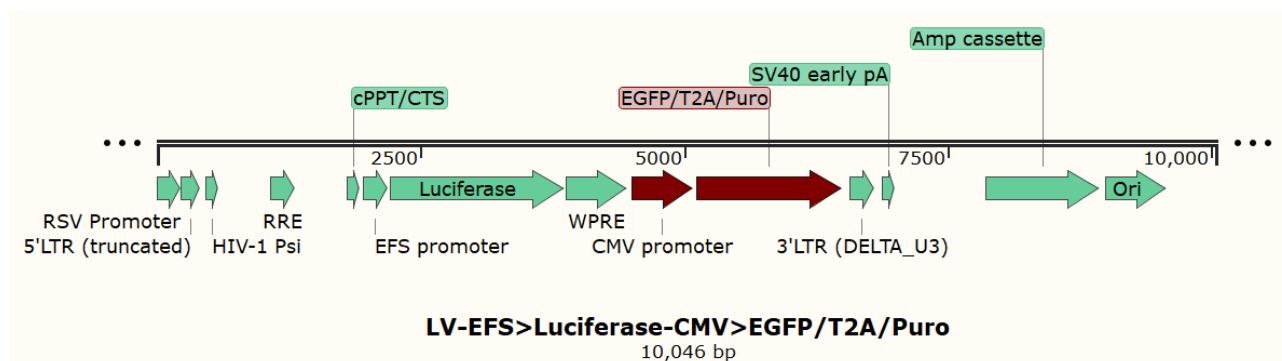 Amp cassette
SV40 early pA
cPPT/CTS
EGFP/T2A/Puro
2500
5000
7500
10,000
Luciferase
Ori
RSV Promoter
RRE
WPRE
5'LTR (truncated)
HIV-1 Psi
EFS promoter
CMV promoter
3'LTR (DELTA_U3)
LV-EFS>Luciferase-CMV>EGFP/T2A/Puro
10,046 bp